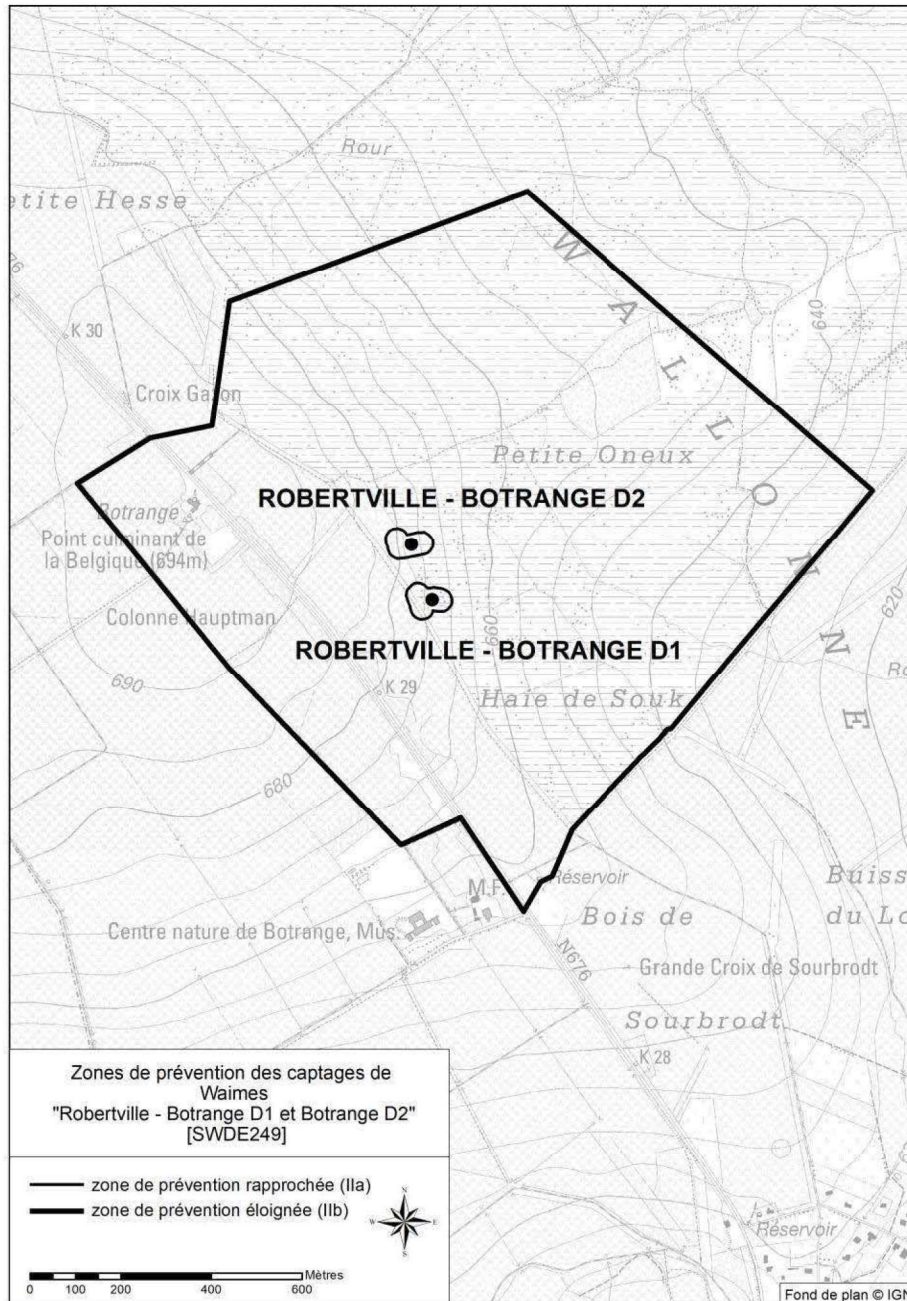 Rour
etite Hesse
W A L L O N N E
K 30
640
Croix Gason
Petite Oneux
ROBERTVILLE - BOTRANGE D2
Botrange
Point culminant de
la Belgique (694m)
620
Colonne Hauptman
660
ROBERTVILLE - BOTRANGE D1
690
K 29
Haie de Souk
680
M.F.
Réservoir
Buiss
Bois de
du Lo
Centre nature de Botrange, Mus.
N676
Grande Croix de Sourbrodt
Sourbrodt
K 28
Zones de prévention des captages de
Waimes
"Robertville - Botrange D1 et Botrange D2"
[SWDE249]
zone de prévention rapprochée (IIa)
zone de prévention éloignée (IIb)
N
W E
S
Mètres
0 100 200 400 600
Réservoir
Fond de plan © IGN